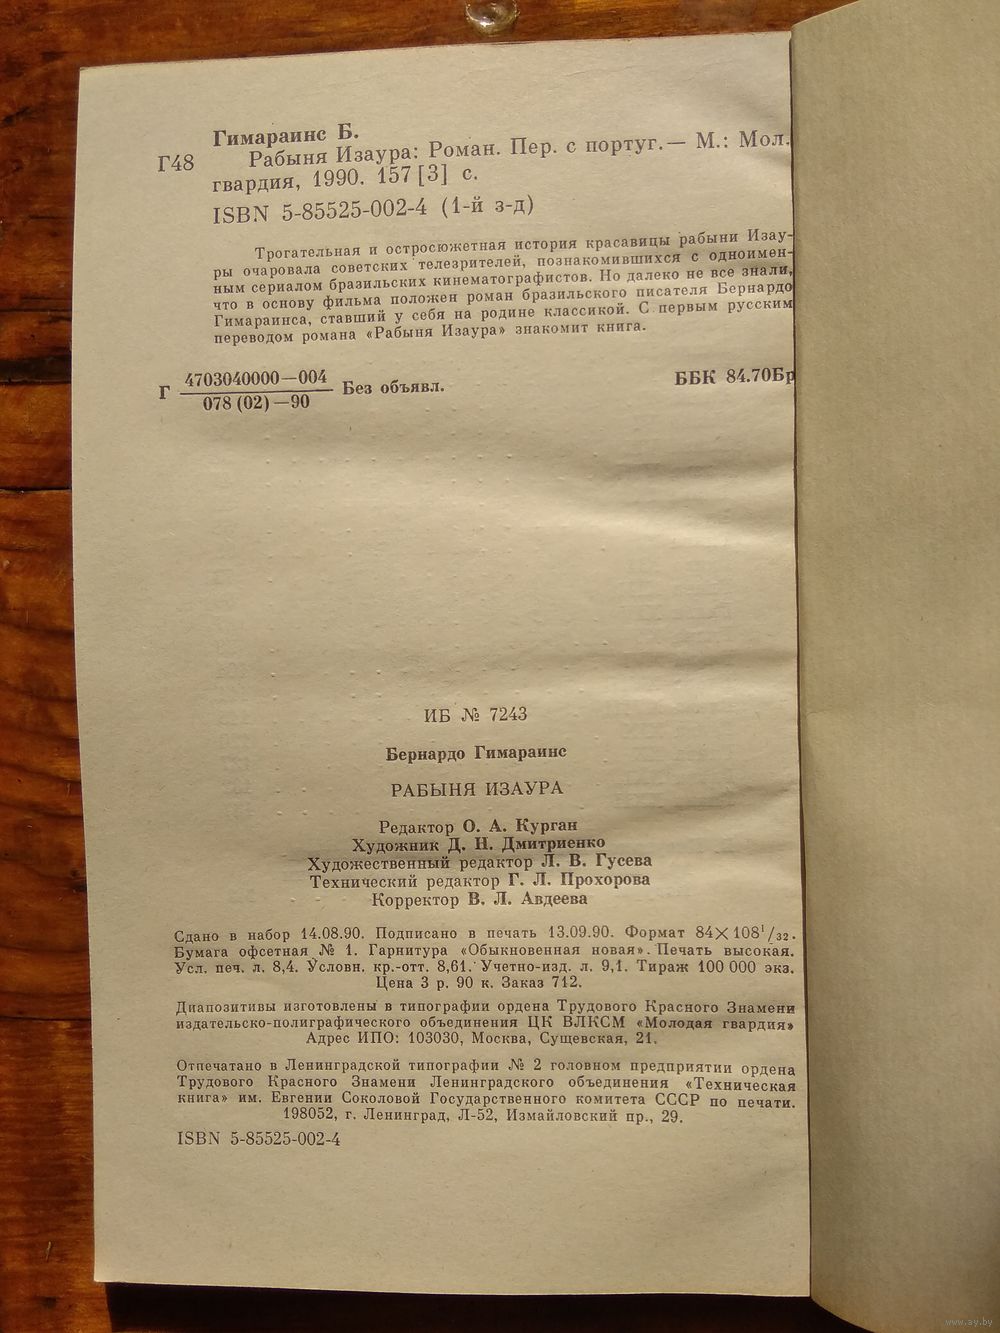 Гимараинс Б.
Г48
Рабыня Изаура: Роман. Пер. с португ.— М.: Мол.
гвардия, 1990. 157 [3] с.
ISBN 5-85525-002-4 (1-й з-д)
Трогательная и остросюжетная история красавицы рабыни Изау-
ры очаровала советских телезрителей, познакомившихся с одноимен-
ным сериалом бразильских кинематографистов. Но далеко не все знали,
что в основу фильма положен роман бразильского писателя Бернардо
Гимараинса, ставший у себя на родине классикой. С первым русским
переводом романа «Рабыня Изаура» знакомит книга.
Г 4703040000—004
078 (02)—90
Без объявл.
ББК 84.70Бр
ИБ № 7243
Бернардо Гимараинс
РАБЫНЯ ИЗАУРА
Редактор О. А. Курган
Художник Д. Н. Дмитриенко
Художественный редактор Л. В. Гусева
Технический редактор Г. Л. Прохорова
Корректор В. Л. Авдеева
Сдано в набор 14.08.90. Подписано в печать 13.09.90. Формат 84×108¹/₃₂.
Бумага офсетная № 1. Гарнитура «Обыкновенная новая». Печать высокая.
Усл. печ. л. 8,4. Условн. кр.-отт. 8,61. Учетно-изд. л. 9,1. Тираж 100 000 экз.
Цена 3 р. 90 к. Заказ 712.
Диапозитивы изготовлены в типографии ордена Трудового Красного Знамени
издательско-полиграфического объединения ЦК ВЛКСМ «Молодая гвардия»
Адрес ИПО: 103030, Москва, Сущевская, 21.
Отпечатано в Ленинградской типографии № 2 головном предприятии ордена
Трудового Красного Знамени Ленинградского объединения «Техническая
книга» им. Евгении Соколовой Государственного комитета СССР по печати.
198052, г. Ленинград, Л-52, Измайловский пр., 29.
ISBN 5-85525-002-4
www.ay.by